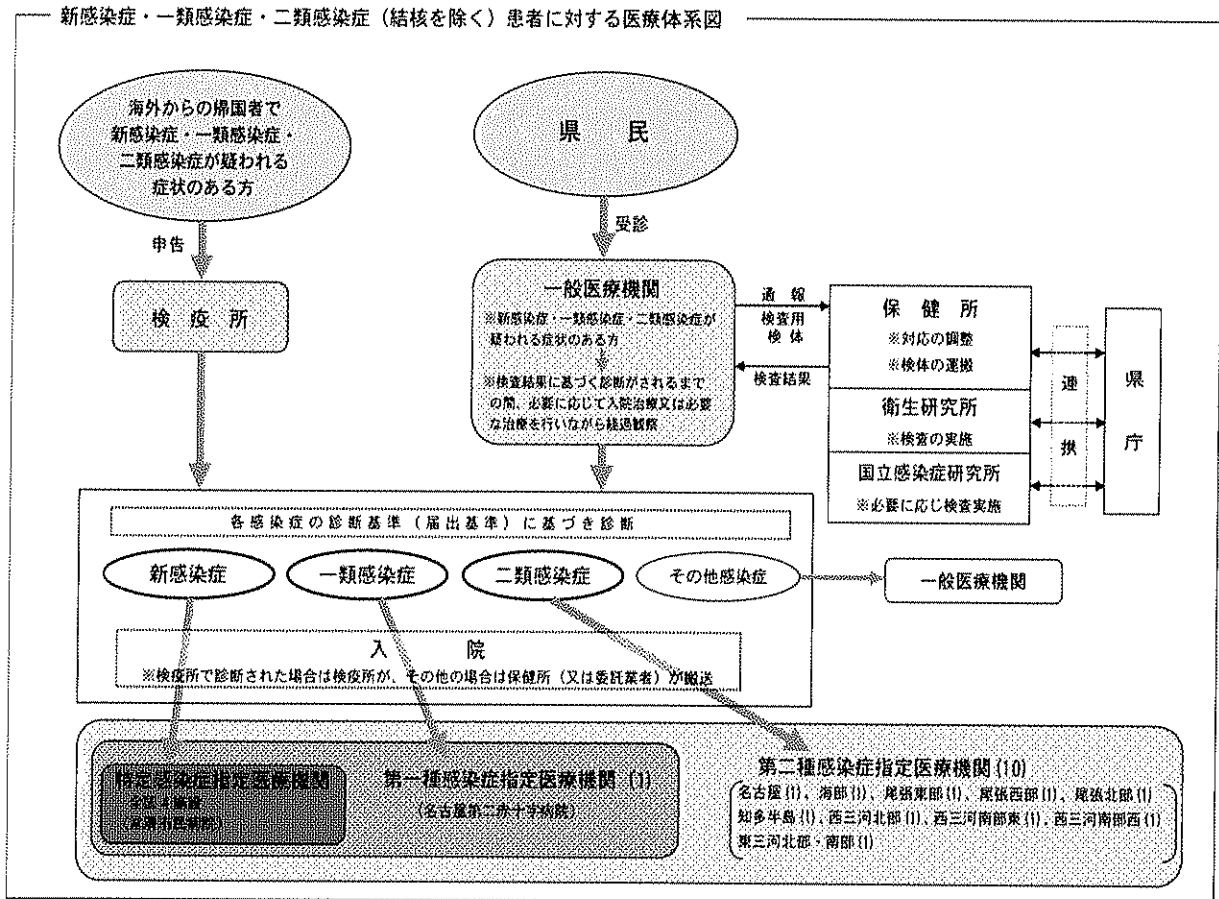 新感染症・一類感染症・二類感染症（結核を除く）患者に対する医療体系図
海外からの帰国者で
新感染症・一類感染症・
二類感染症が疑われる
症状のある方
県 民
申告
受診
検 疫 所
一般医療機関
※新感染症・一類感染症・二類感染症が
疑われる症状のある方
※検査結果に基づく診断がされるまで
の間、必要に応じて入院治療又は必要
な治療を行いながら経過観察
通 報
検査用
検 体
検査結果
保 健 所
※対応の調整
※検体の運搬
衛生研究所
※検査の実施
国立感染症研究所
※必要に応じ検査実施
連
携
県
庁
各感染症の診断基準（届出基準）に基づき診断
新感染症
一類感染症
二類感染症
その他感染症
一般医療機関
入 院
※検疫所で診断された場合は検疫所が、その他の場合は保健所（又は委託業者）が搬送
特定感染症指定医療機関
第一種感染症指定医療機関(1)
(名古屋第二赤十字病院)
第二種感染症指定医療機関(10)
名古屋(1)、海部(1)、尾張東部(1)、尾張西部(1)、尾張北部(1)
知多半島(1)、西三河北部(1)、西三河南部東(1)、西三河南部西(1)
東三河北部・南部(1)